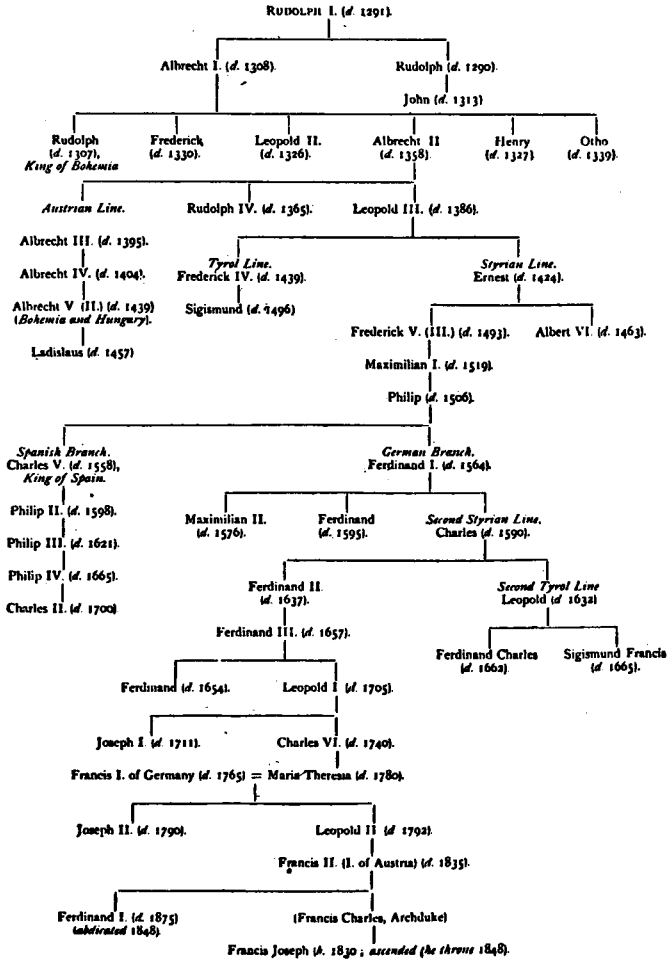 RUDOLPH I. (d. 1291).
Albrecht I. (d. 1308). Rudolph (d. 1290).
John (d. 1313)
Rudolph Frederick Leopold II. Albrecht II Henry Otho
(d. 1307), (d. 1330). (d. 1326). (d. 1358). (d. 1327) (d. 1339).
King of Bohemia
Austrian Line. Rudolph IV. (d. 1365). Leopold III. (d. 1386).
Albrecht III. (d. 1395).
Tyrol Line. Styrian Line.
Albrecht IV. (d. 1404). Frederick IV. (d. 1439). Ernest (d. 1424).
Albrecht V (II.) (d. 1439) Sigismund (d. 1496)
(Bohemia and Hungary).
Frederick V. (III.) (d. 1493). Albert VI. (d. 1463).
Ladislaus (d. 1457)
Maximilian I. (d. 1519).
Philip (d. 1506).
Spanish Branch. German Branch.
Charles V. (d. 1558), Ferdinand I. (d. 1564).
King of Spain.
Philip II. (d. 1598). Maximilian II. Ferdinand Second Styrian Line.
(d. 1576). (d. 1595). Charles (d. 1590).
Philip III. (d. 1621).
Philip IV. (d. 1665).
Ferdinand II. Second Tyrol Line
(d. 1637). Leopold (d 1632)
Charles II. (d. 1700)
Ferdinand III. (d. 1657).
Ferdinand Charles Sigismund Francis
(d. 1662). (d. 1665).
Ferdinand (d. 1654). Leopold I (d. 1705).
Joseph I. (d. 1711). Charles VI. (d. 1740).
Francis I. of Germany (d. 1765) = Maria Theresia (d. 1780).
Joseph II. (d. 1790). Leopold II (d. 1792).
Francis II. (I. of Austria) (d. 1835).
Ferdinand I. (d. 1875) (Francis Charles, Archduke)
(abdicated 1848).
Francis Joseph (b. 1830; ascended the throne 1848).